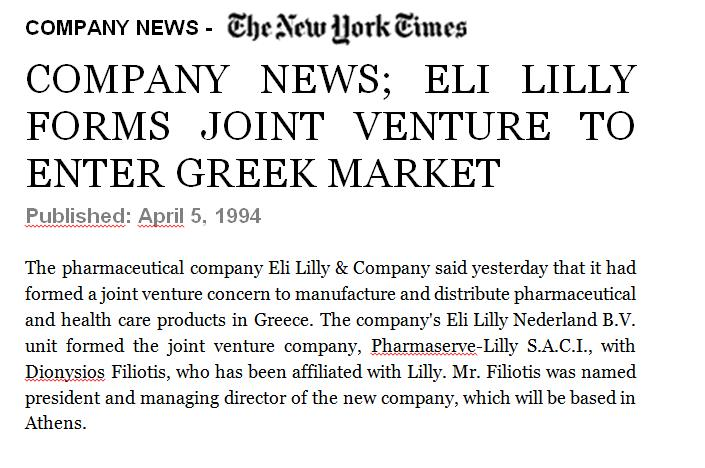 COMPANY NEWS - The New York Times
COMPANY NEWS; ELI LILLY
FORMS JOINT VENTURE TO
ENTER GREEK MARKET
Published: April 5, 1994
The pharmaceutical company Eli Lilly & Company said yesterday that it had
formed a joint venture concern to manufacture and distribute pharmaceutical
and health care products in Greece. The company's Eli Lilly Nederland B.V.
unit formed the joint venture company, Pharmaserve-Lilly S.A.C.I., with
Dionysios Filiotis, who has been affiliated with Lilly. Mr. Filiotis was named
president and managing director of the new company, which will be based in
Athens.